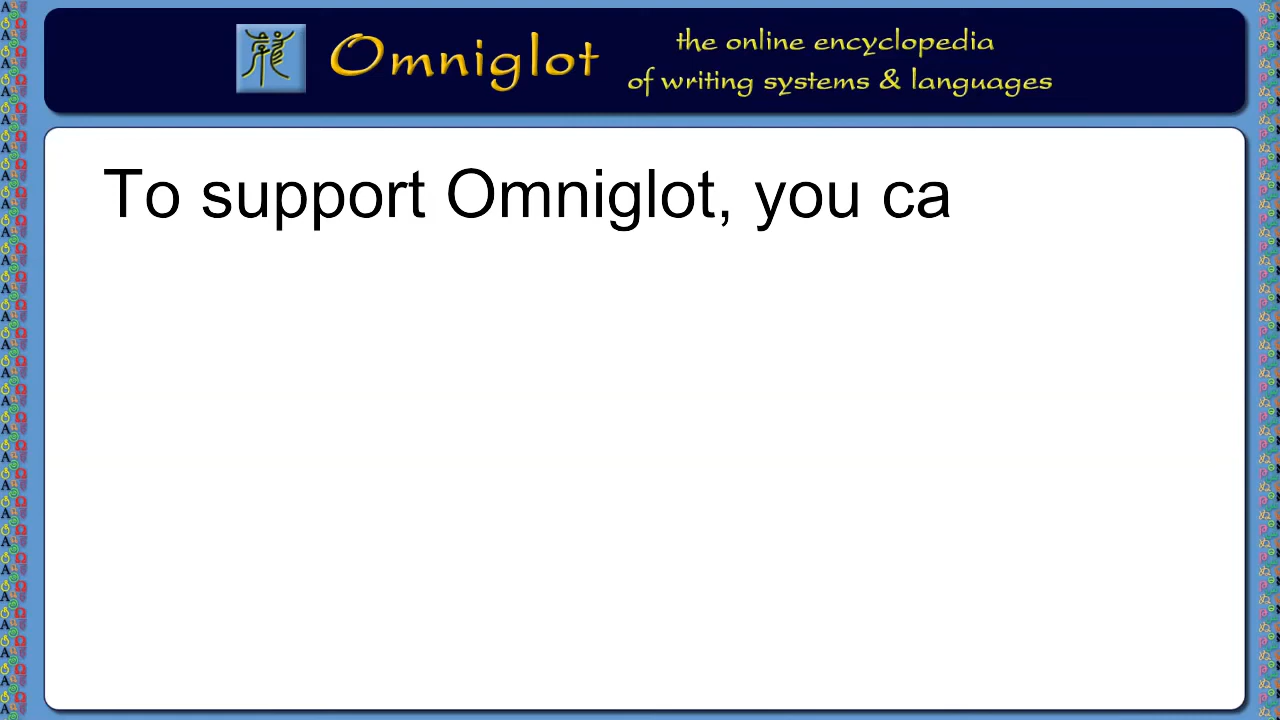 Omniglot
the online encyclopedia
of writing systems & languages
To support Omniglot, you ca